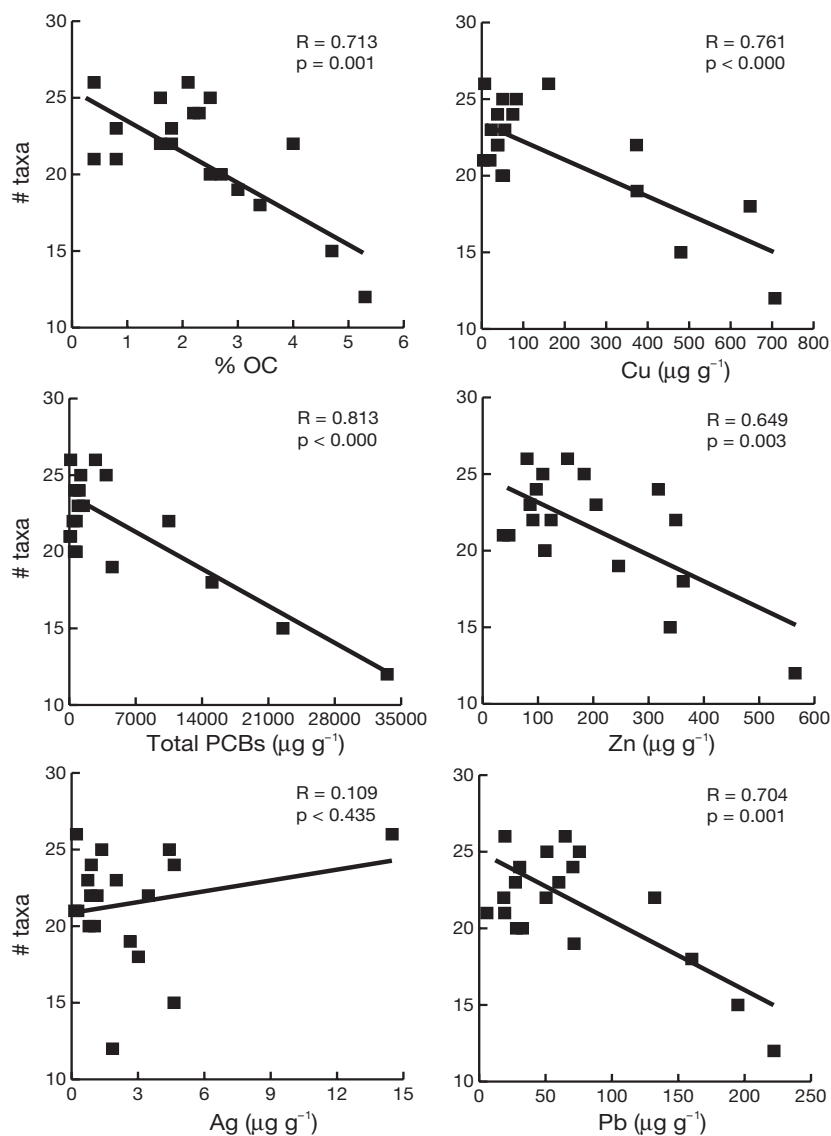 30
25
20
15
10
# taxa
R = 0.713
p = 0.001
1 2 3 4 5 6
% OC
30
25
20
15
10
R = 0.761
p < 0.000
0 100 200 300 400 500 600 700 800
Cu (µg g⁻¹)
30
25
20
15
10
# taxa
R = 0.813
p < 0.000
0 7000 14000 21000 28000 35000
Total PCBs (µg g⁻¹)
30
25
20
15
10
R = 0.649
p = 0.003
0 100 200 300 400 500 600
Zn (µg g⁻¹)
30
25
20
15
10
# taxa
R = 0.109
p < 0.435
0 3 6 9 12 15
Ag (µg g⁻¹)
30
25
20
15
10
R = 0.704
p = 0.001
0 50 100 150 200 250
Pb (µg g⁻¹)